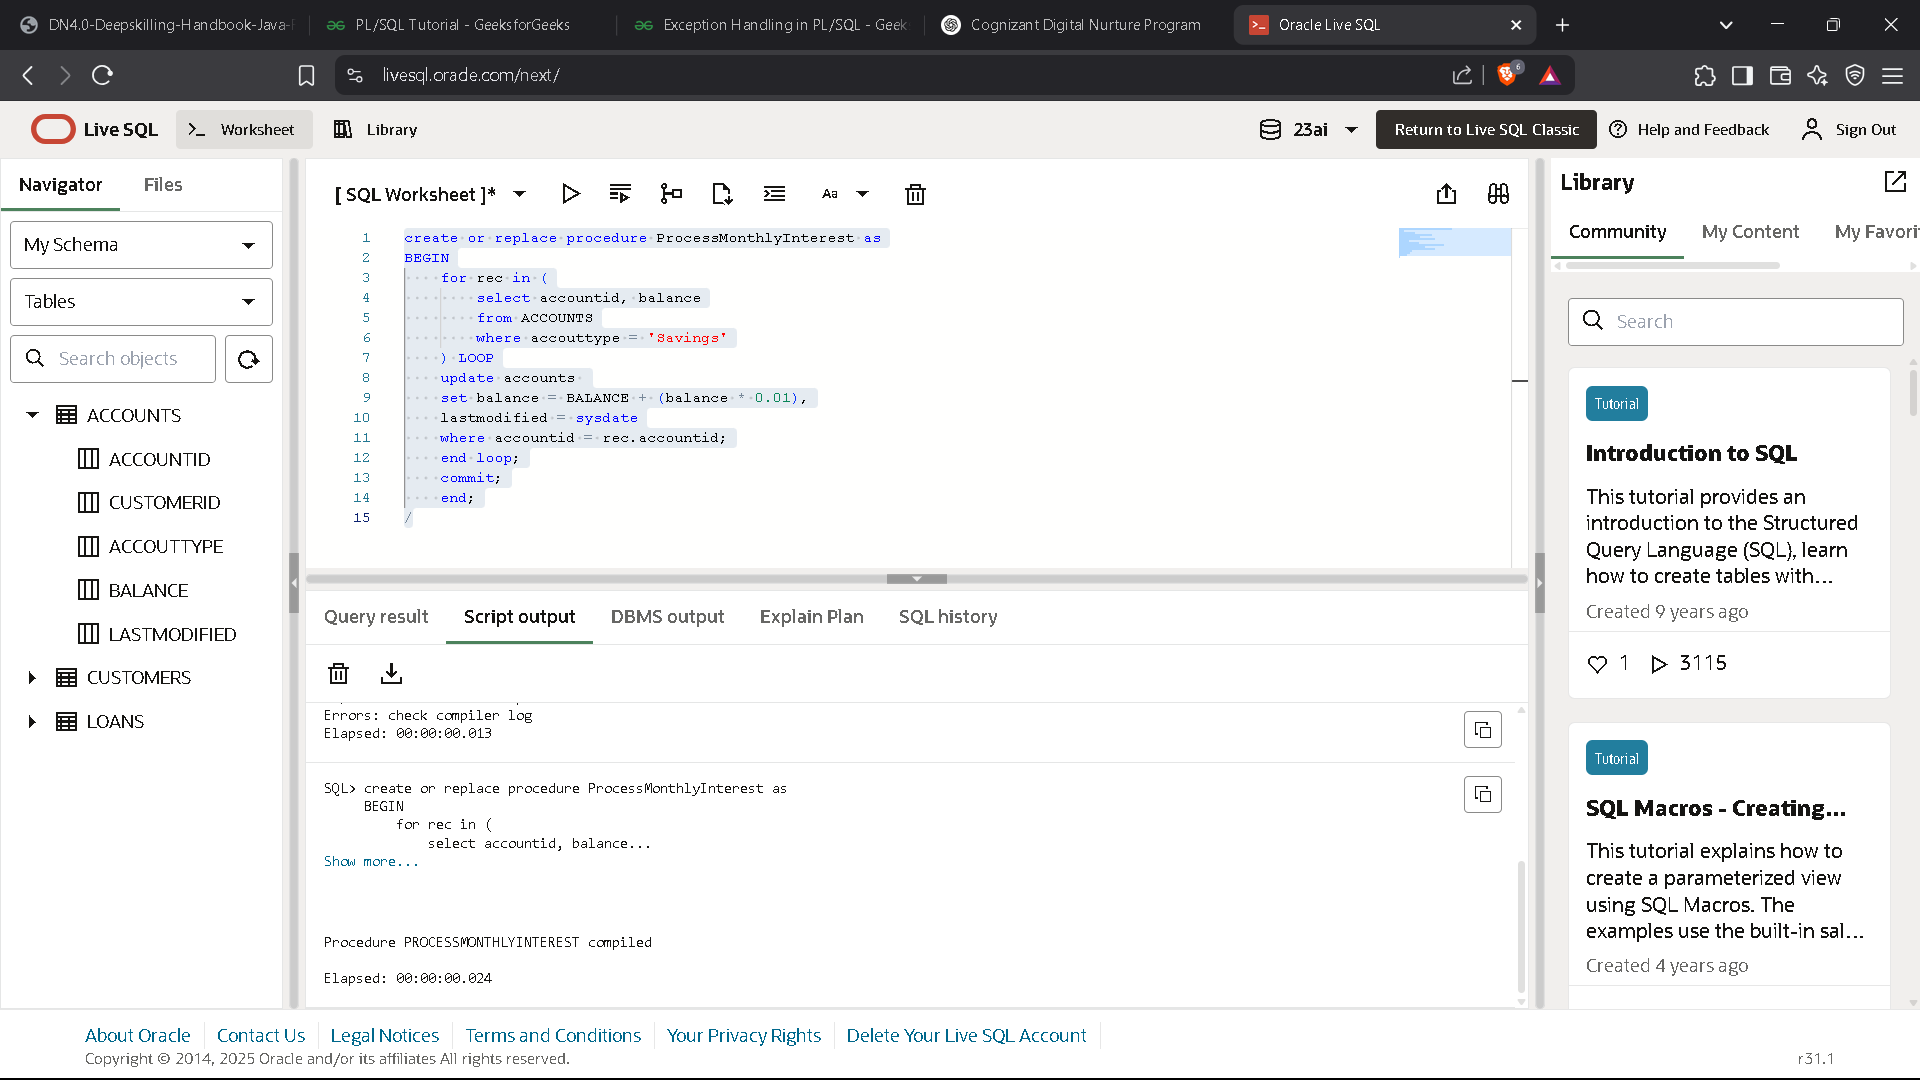 DN4.0-Deepskilling-Handbook-Java-F
PL/SQL Tutorial - GeeksforGeeks
Exception Handling in PL/SQL - Geek
Cognizant Digital Nurture Program
Oracle Live SQL
livesql.oracle.com/next/
6
Live SQL
Worksheet
Library
23ai
Return to Live SQL Classic
Help and Feedback
Sign Out
Navigator
Files
My Schema
Tables
Search objects
ACCOUNTS
ACCOUNTID
CUSTOMERID
ACCOUTTYPE
BALANCE
LASTMODIFIED
CUSTOMERS
LOANS
[ SQL Worksheet ]*
Aa
1 create or replace procedure ProcessMonthlyInterest as
2 BEGIN
3 for rec in (
4 select accountid, balance
5 from ACCOUNTS
6 where accouttype = 'Savings'
7 ) LOOP
8 update accounts
9 set balance = BALANCE + (balance * 0.01),
10 lastmodified = sysdate
11 where accountid = rec.accountid;
12 end loop;
13 commit;
14 end;
15 /
Query result
Script output
DBMS output
Explain Plan
SQL history
Errors: check compiler log
Elapsed: 00:00:00.013
SQL> create or replace procedure ProcessMonthlyInterest as
BEGIN
for rec in (
select accountid, balance...
Show more...
Procedure PROCESSMONTHLYINTEREST compiled
Elapsed: 00:00:00.024
Library
Community
My Content
My Favori
Search
Tutorial
Introduction to SQL
This tutorial provides an
introduction to the Structured
Query Language (SQL), learn
how to create tables with...
Created 9 years ago
1
3115
Tutorial
SQL Macros - Creating...
This tutorial explains how to
create a parameterized view
using SQL Macros. The
examples use the built-in sal...
Created 4 years ago
About Oracle
Contact Us
Legal Notices
Terms and Conditions
Your Privacy Rights
Delete Your Live SQL Account
Copyright © 2014, 2025 Oracle and/or its affiliates All rights reserved.
r31.1